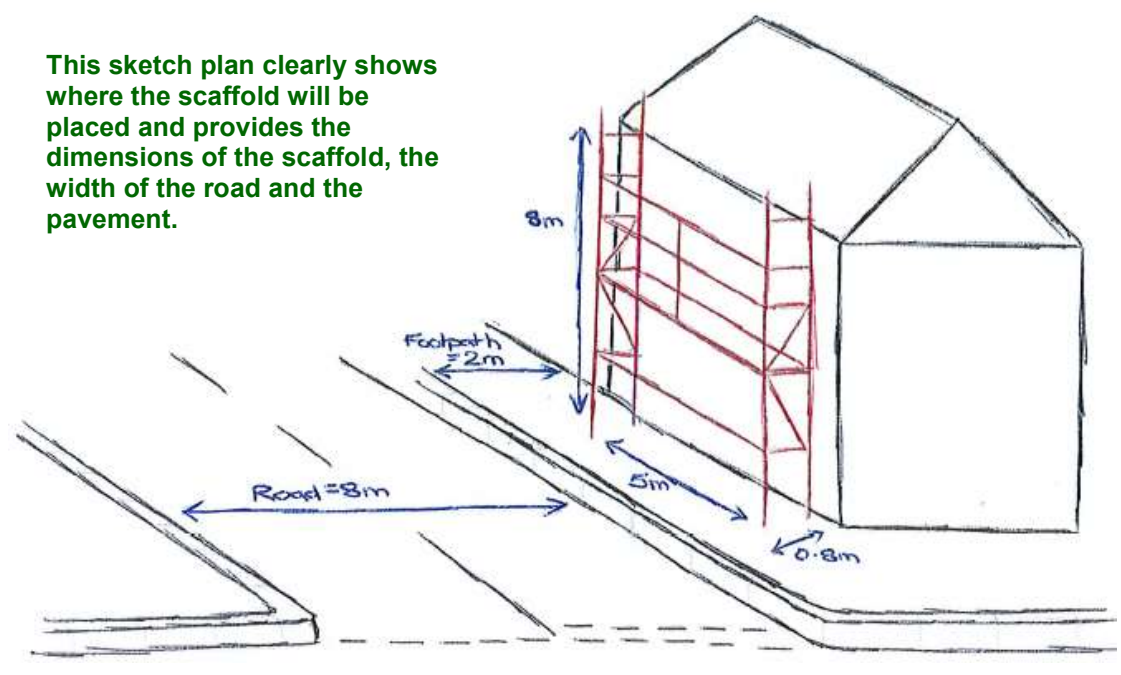 This sketch plan clearly shows
where the scaffold will be
placed and provides the
dimensions of the scaffold, the
width of the road and the
pavement.
8m
Footpath
=2m
Road=8m
5m
0.8m